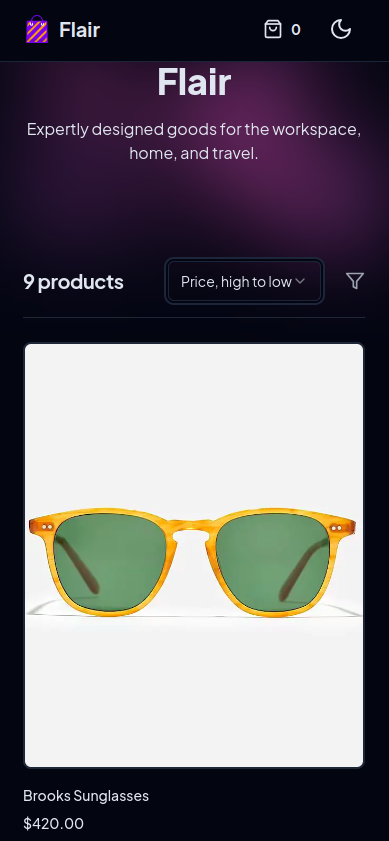 Flair
0
Flair
Expertly designed goods for the workspace,
home, and travel.
9 products
Price, high to low
Brooks Sunglasses
$420.00